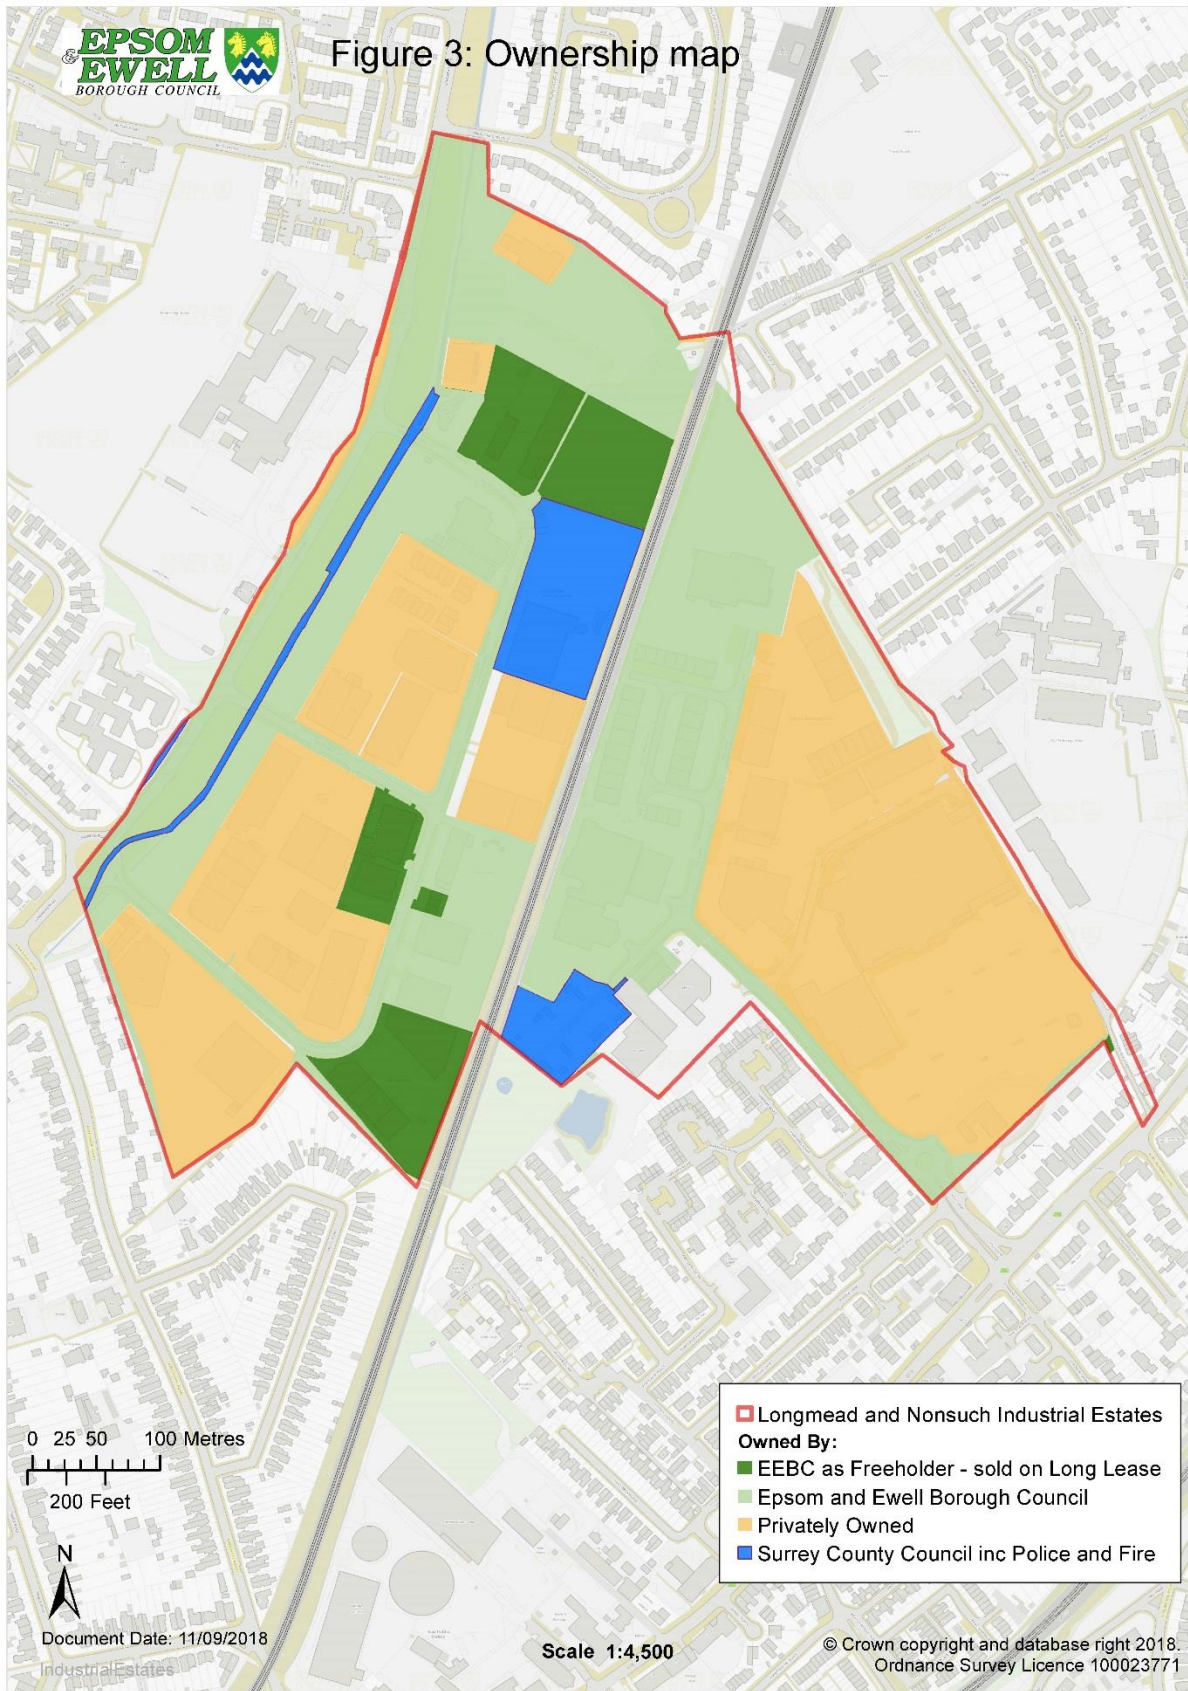 EPSOM
& EWELL
BOROUGH COUNCIL
Figure 3: Ownership map
Longmead and Nonsuch Industrial Estates
Owned By:
EEBC as Freeholder - sold on Long Lease
Epsom and Ewell Borough Council
Privately Owned
Surrey County Council inc Police and Fire
0 25 50 100 Metres
200 Feet
N
Document Date: 11/09/2018
IndustrialEstates
Scale 1:4,500
© Crown copyright and database right 2018.
Ordnance Survey Licence 100023771